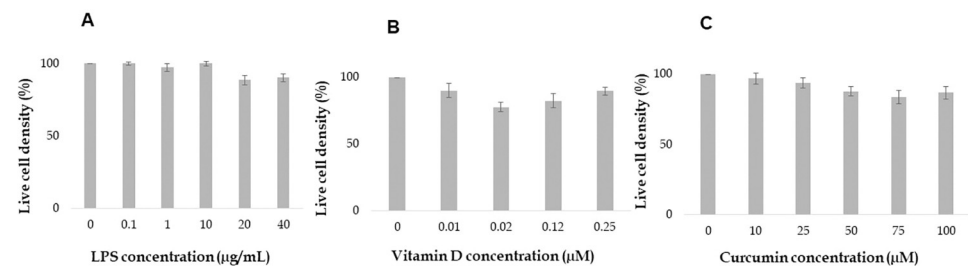 A
Live cell density (%)
100
50
0
0 0.1 1 10 20 40
LPS concentration (µg/mL)
B
Live cell density (%)
100
50
0
0 0.01 0.02 0.12 0.25
Vitamin D concentration (µM)
C
Live cell density (%)
100
50
0
0 10 25 50 75 100
Curcumin concentration (µM)